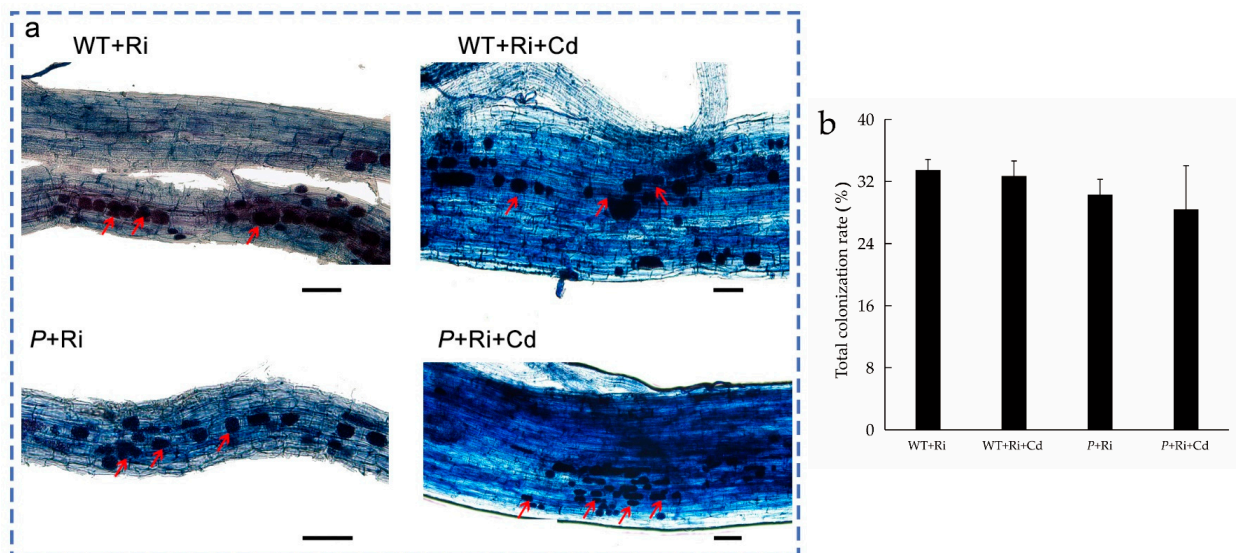 a
WT+Ri
WT+Ri+Cd
P+Ri
P+Ri+Cd
b
Total colonization rate (%)
40
32
24
16
8
0
WT+Ri
WT+Ri+Cd
P+Ri
P+Ri+Cd